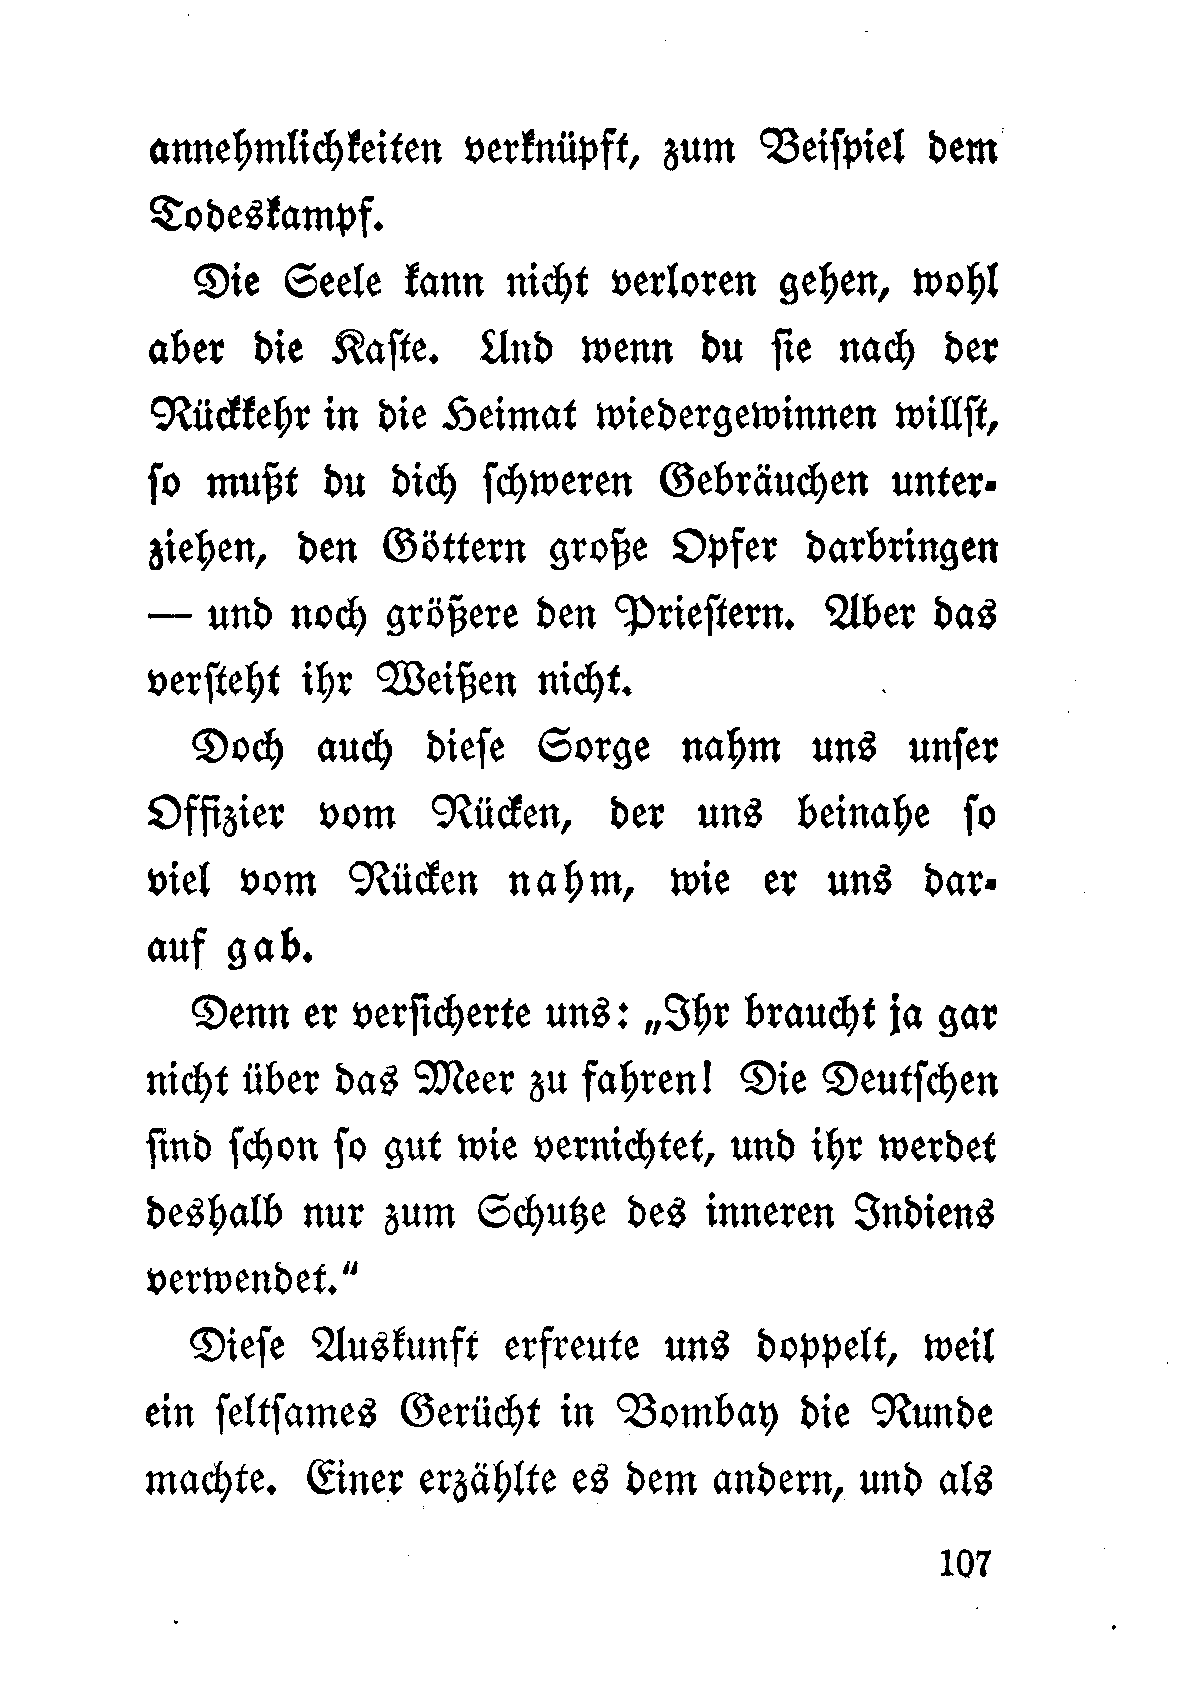 annehmlichkeiten verknüpft, zum Beispiel dem
Todeskampf.
Die Seele kann nicht verloren gehen, wohl
aber die Kaste. Und wenn du sie nach der
Rückkehr in die Heimat wiedergewinnen willst,
so mußt du dich schweren Gebräuchen unter-
ziehen, den Göttern große Opfer darbringen
— und noch größere den Priestern. Aber das
versteht ihr Weißen nicht.
Doch auch diese Sorge nahm uns unser
Offizier vom Rücken, der uns beinahe so
viel vom Rücken nahm, wie er uns dar-
auf gab.
Denn er versicherte uns: „Ihr braucht ja gar
nicht über das Meer zu fahren! Die Deutschen
sind schon so gut wie vernichtet, und ihr werdet
deshalb nur zum Schutze des inneren Indiens
verwendet.“
Diese Auskunft erfreute uns doppelt, weil
ein seltsames Gerücht in Bombay die Runde
machte. Einer erzählte es dem andern, und als
107